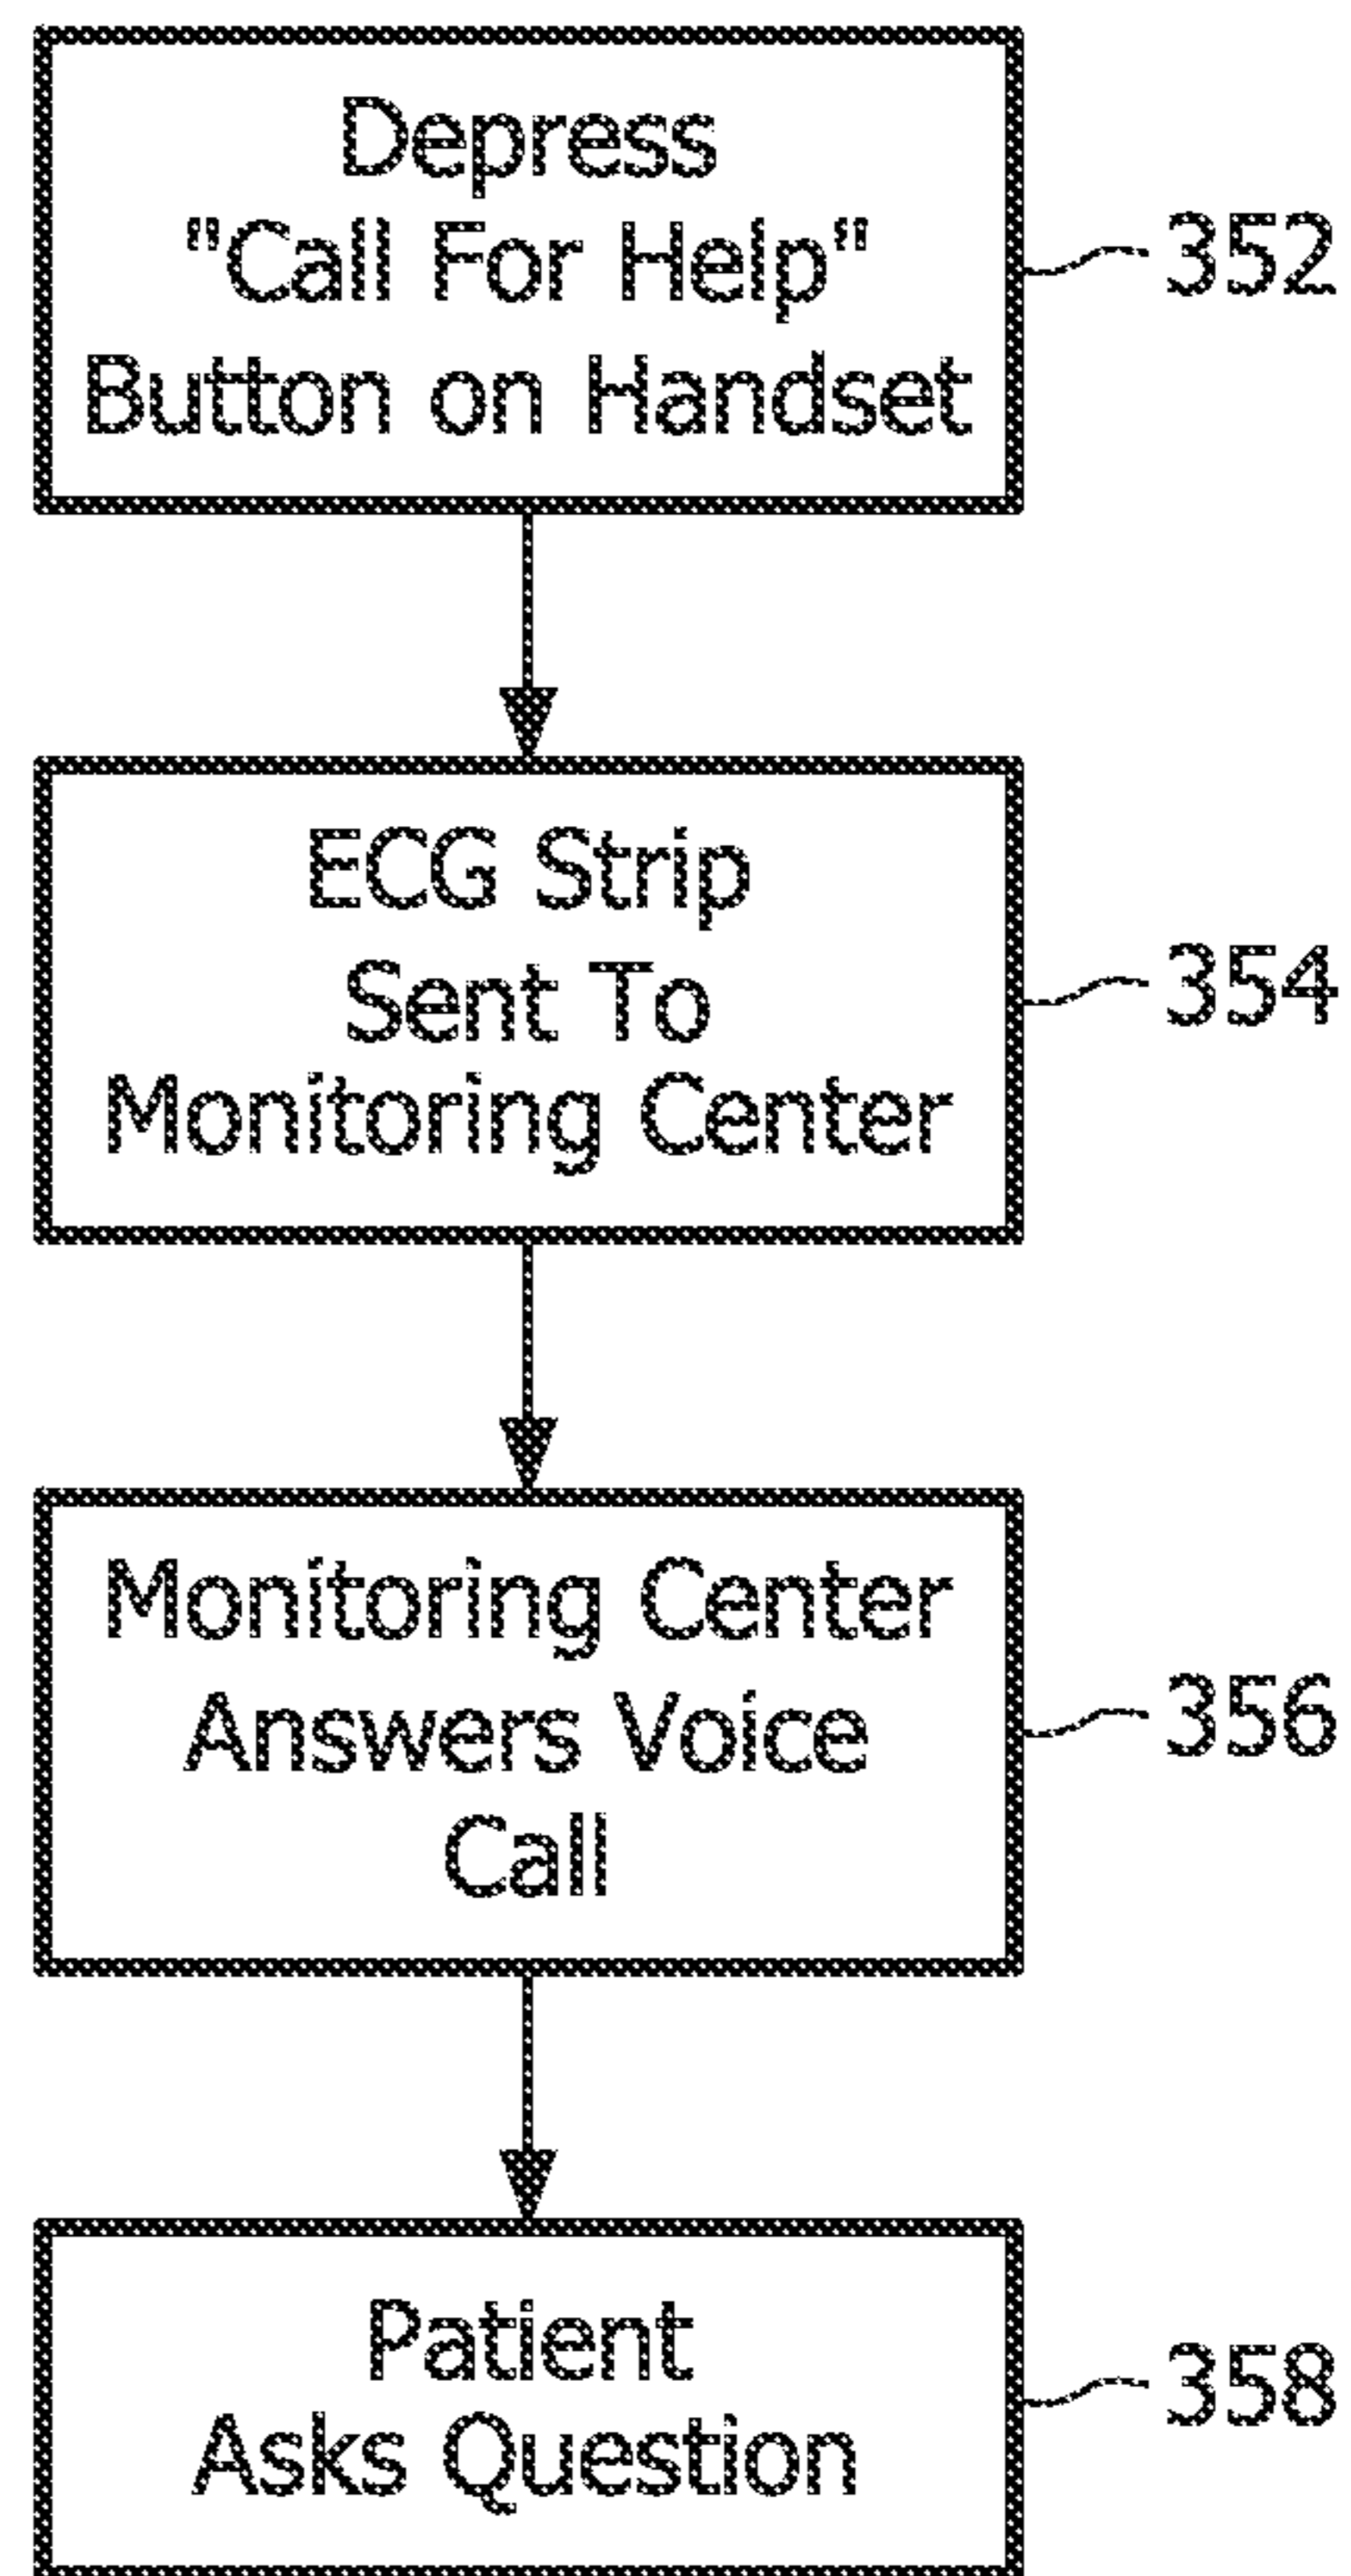 Depress
"Call For Help"
Button on Handset
352
ECG Strip
Sent To
Monitoring Center
354
Monitoring Center
Answers Voice
Call
356
Patient
Asks Question
358